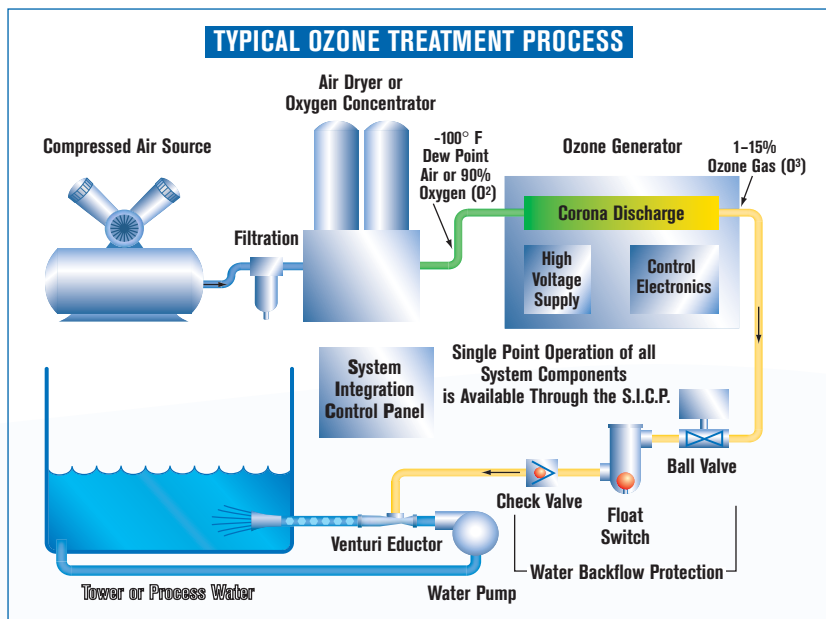 TYPICAL OZONE TREATMENT PROCESS
Air Dryer or
Oxygen Concentrator
Compressed Air Source
-100° F
Dew Point
Air or 90%
Oxygen (O²)
Ozone Generator
1–15%
Ozone Gas (O³)
Filtration
Corona Discharge
High
Voltage
Supply
Control
Electronics
System
Integration
Control Panel
Single Point Operation of all
System Components
is Available Through the S.I.C.P.
Ball Valve
Check Valve
Float
Switch
Venturi Eductor
Water Backflow Protection
Tower or Process Water
Water Pump